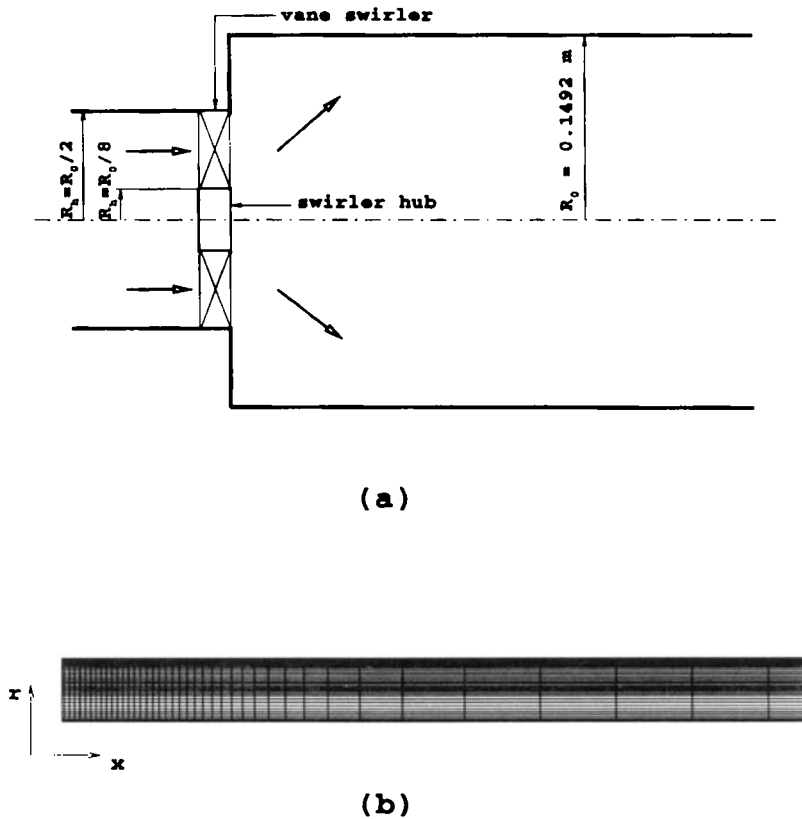 vane swirler
R_h=R_0/2
R_h=R_0/8
R_0 = 0.1492 m
swirler hub
(a)
r
x
(b)